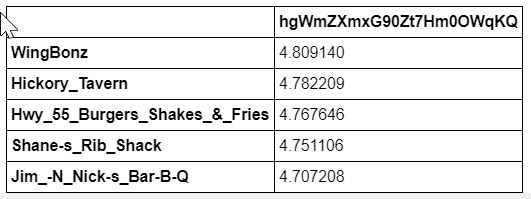 hgWmZXmxG90Zt7Hm0OWqKQ
WingBonz 4.809140
Hickory_Tavern 4.782209
Hwy_55_Burgers_Shakes_&_Fries 4.767646
Shane-s_Rib_Shack 4.751106
Jim_-N_Nick-s_Bar-B-Q 4.707208